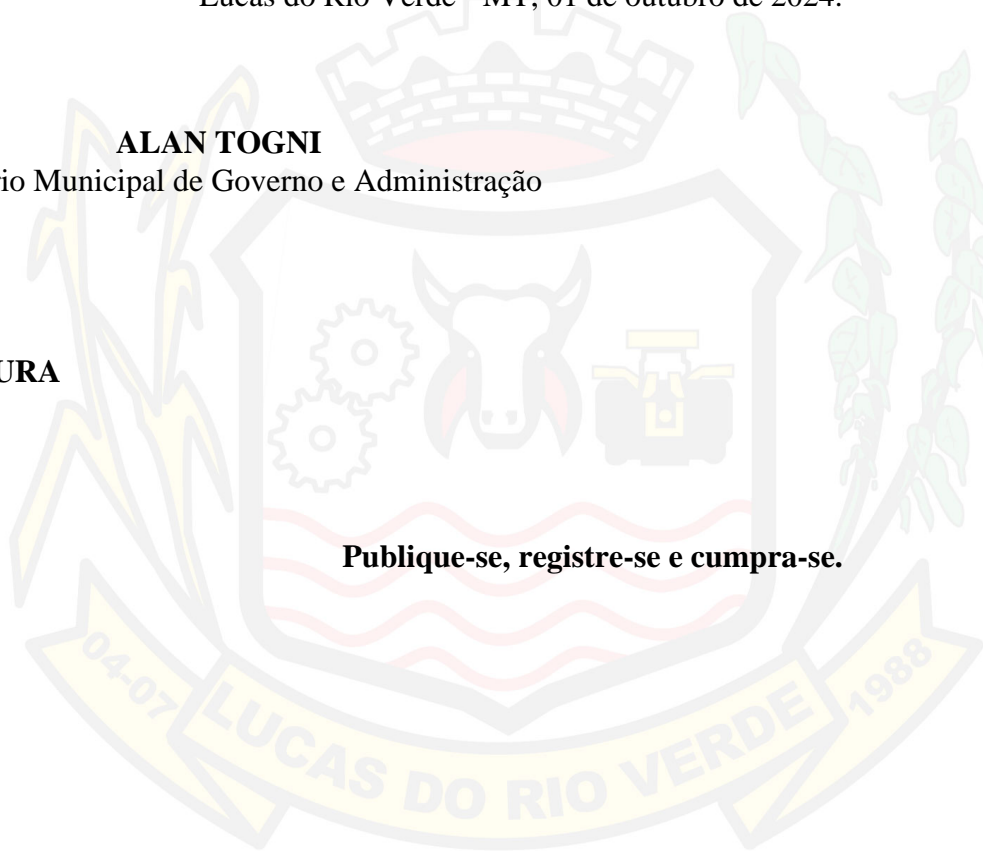 Lucas do Rio Verde - MT, 01 de outubro de 2024.
ALAN TOGNI
rio Municipal de Governo e Administração
URA
Publique-se, registre-se e cumpra-se.
04-07
LUCAS DO RIO VERDE
1988